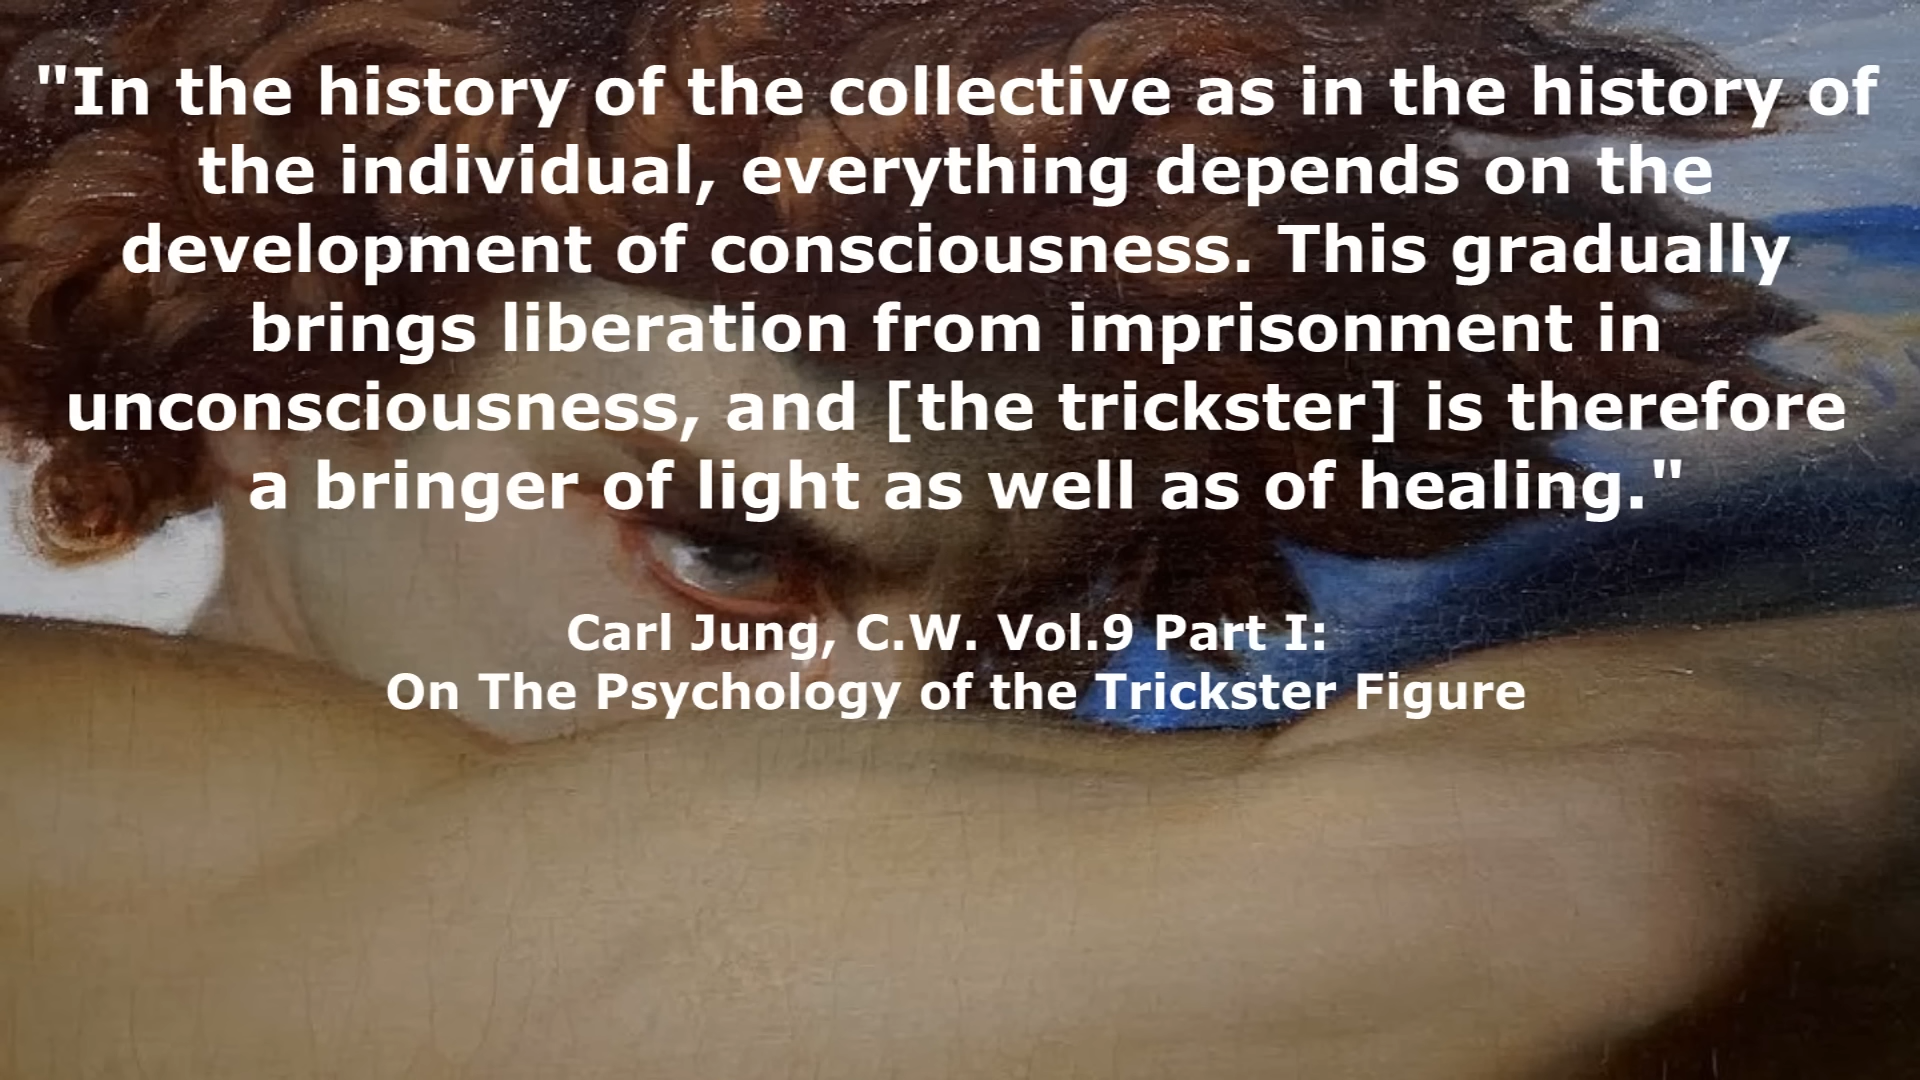 "In the history of the collective as in the history of
the individual, everything depends on the
development of consciousness. This gradually
brings liberation from imprisonment in
unconsciousness, and [the trickster] is therefore
a bringer of light as well as of healing."
Carl Jung, C.W. Vol.9 Part I:
On The Psychology of the Trickster Figure